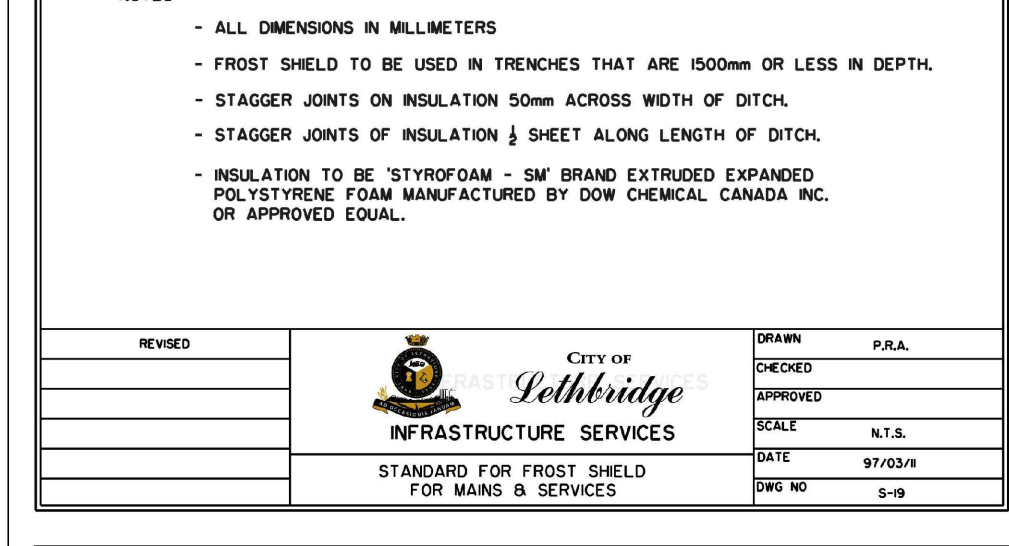 - ALL DIMENSIONS IN MILLIMETERS
- FROST SHIELD TO BE USED IN TRENCHES THAT ARE 1500mm OR LESS IN DEPTH.
- STAGGER JOINTS ON INSULATION 50mm ACROSS WIDTH OF DITCH.
- STAGGER JOINTS OF INSULATION ½ SHEET ALONG LENGTH OF DITCH.
- INSULATION TO BE 'STYROFOAM - SM' BRAND EXTRUDED EXPANDED
POLYSTYRENE FOAM MANUFACTURED BY DOW CHEMICAL CANADA INC.
OR APPROVED EQUAL.
REVISED
CITY OF
Lethbridge
INFRASTRUCTURE SERVICES
STANDARD FOR FROST SHIELD
FOR MAINS & SERVICES
DRAWN P.R.A.
CHECKED
APPROVED
SCALE N.T.S.
DATE 97/03/11
DWG NO S-19